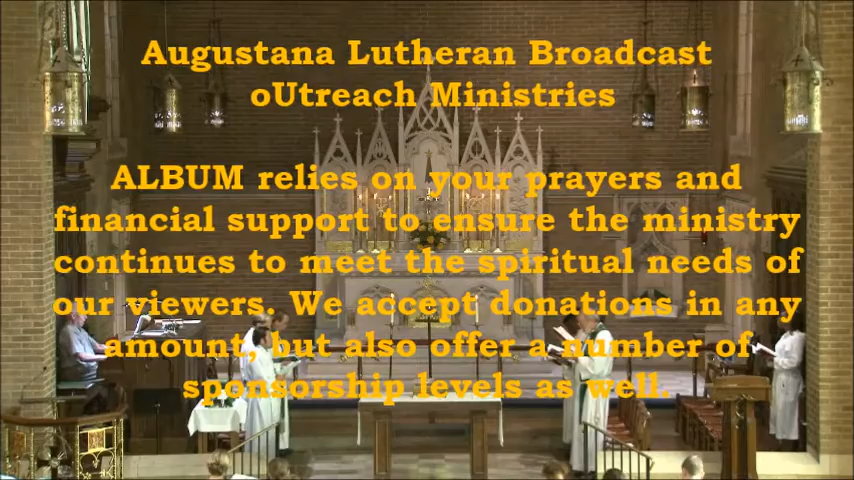 Augustana Lutheran Broadcast
oUtreach Ministries
ALBUM relies on your prayers and
financial support to ensure the ministry
continues to meet the spiritual needs of
our viewers. We accept donations in any
amount, but also offer a number of
sponsorship levels as well.